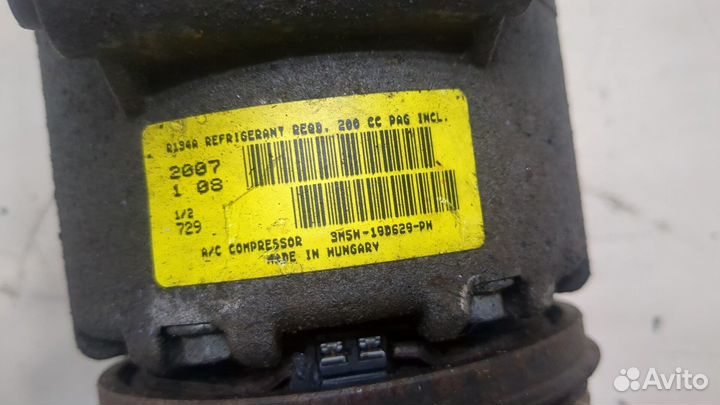 R134A REFRIGERANT REQD. 200 CC PAG INCL.
2007
1 08
1/2
729
A/C COMPRESSOR 3M5H-19D629-PH
MADE IN HUNGARY
Avito